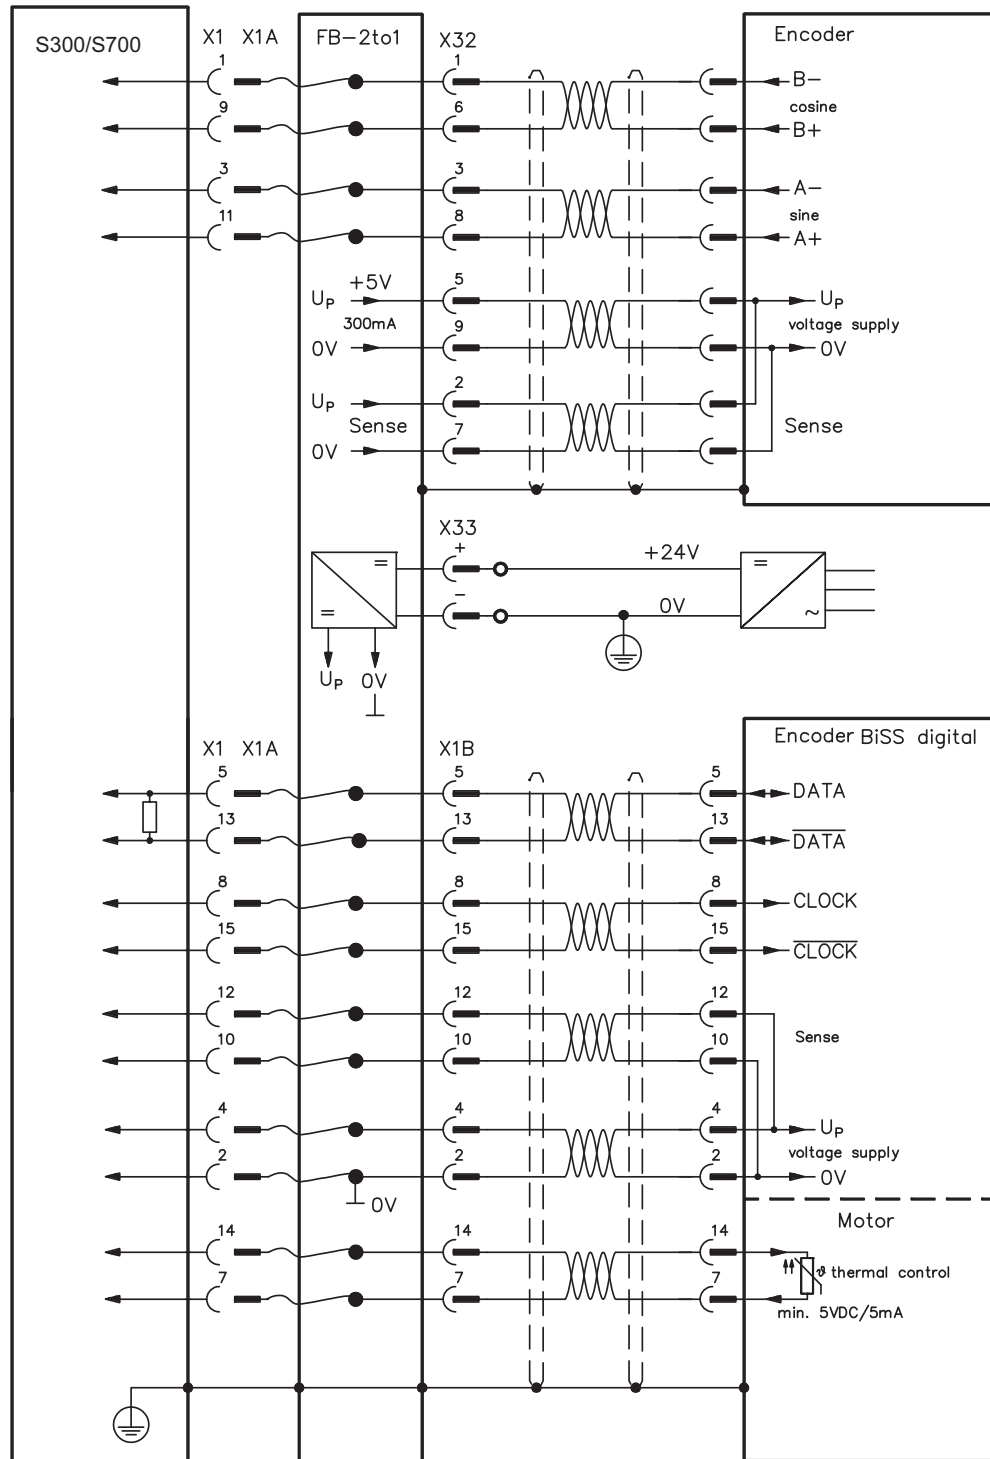 S300/S700 X1 X1A FB-2to1 X32 Encoder
1 1 B-
cosine
9 6 B+
3 3 A-
sine
11 8 A+
UP +5V 5 UP
300mA voltage supply
0V 9 0V
UP 2
Sense Sense
0V 7
X33
+ +24V
= =
- 0V
= ~
UP 0V
X1 X1A X1B Encoder BiSS digital
5 5 5 DATA
13 13 13 DATA
8 8 8 CLOCK
15 15 15 CLOCK
12 12 12
Sense
10 10 10
4 4 4 UP
voltage supply
2 2 2 0V
0V
Motor
14 14 14
ϑ thermal control
7 7 7
min. 5VDC/5mA